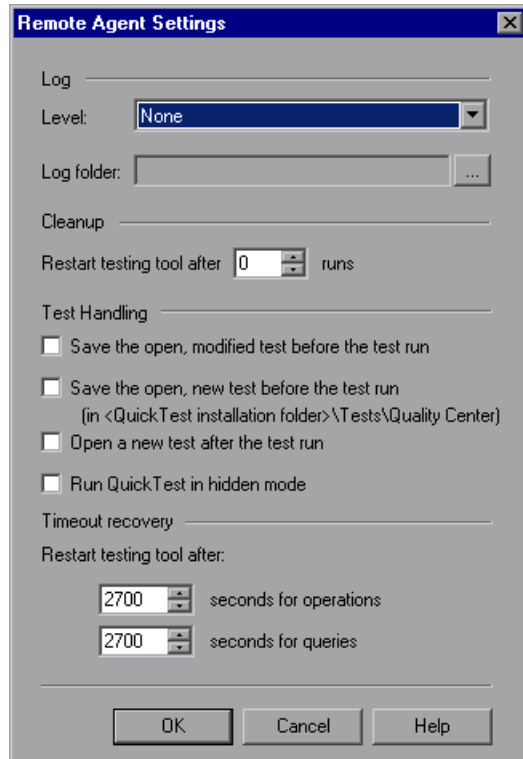 Remote Agent Settings
Log
Level: None
Log folder: ...
Cleanup
Restart testing tool after 0 runs
Test Handling
Save the open, modified test before the test run
Save the open, new test before the test run
(in <QuickTest installation folder>\Tests\Quality Center)
Open a new test after the test run
Run QuickTest in hidden mode
Timeout recovery
Restart testing tool after:
2700 seconds for operations
2700 seconds for queries
OK Cancel Help